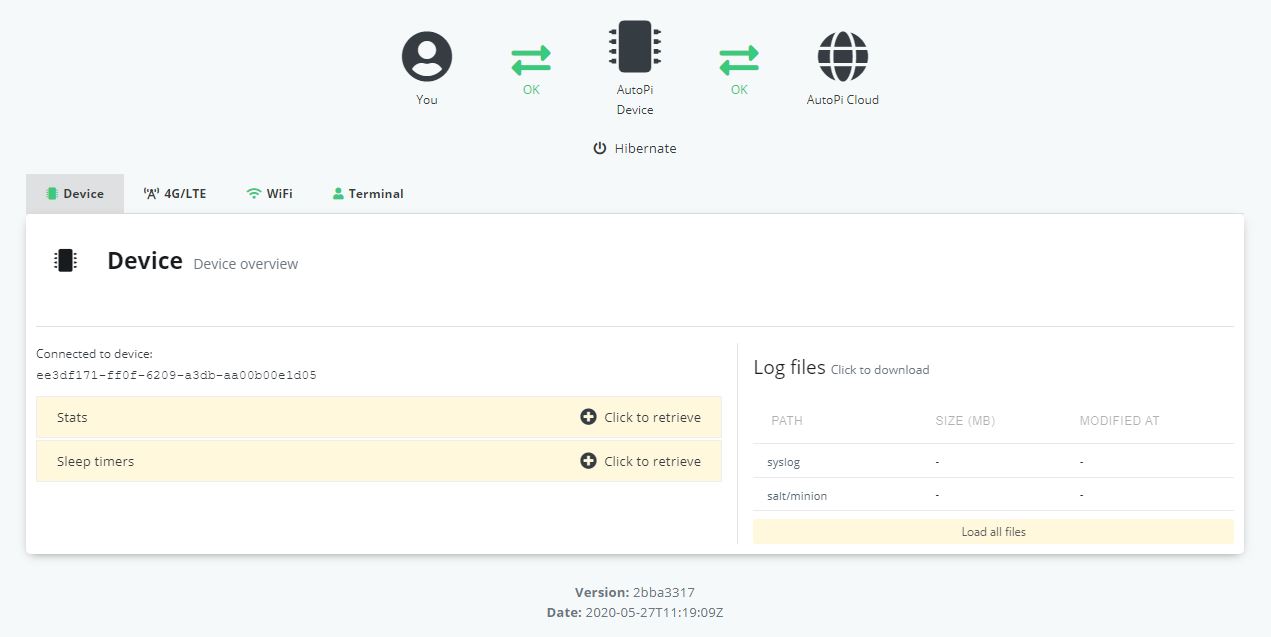 You
OK
AutoPi
Device
OK
AutoPi Cloud
Hibernate
Device
4G/LTE
WiFi
Terminal
Device Device overview
Connected to device:
ee3df171-ff0f-6209-a3db-aa00b00e1d05
Stats Click to retrieve
Sleep timers Click to retrieve
Log files Click to download
PATH SIZE (MB) MODIFIED AT
syslog - -
salt/minion - -
Load all files
Version: 2bba3317
Date: 2020-05-27T11:19:09Z